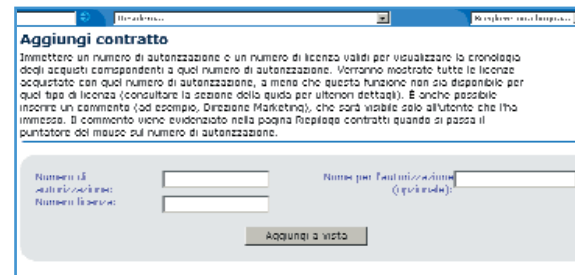 Scegliere una lingua...
Aggiungi contratto
Immettere un numero di autorizzazione e un numero di licenza validi per visualizzare la cronologia
degli acquisti corrispondenti a quel numero di autorizzazione. Verranno mostrate tutte le licenze
acquistate con quel numero di autorizzazione, a meno che questa funzione non sia disponibile per
quel tipo di licenza (consultare la sezione della guida per ulteriori dettagli). È anche possibile
inserire un commento (ad esempio, Direzione Marketing), che sarà visibile solo all'utente che l'ha
immesso. Il commento viene evidenziato nella pagina Riepilogo contratti quando si passa il
puntatore del mouse sul numero di autorizzazione.
Numero di Nome per l'autorizzazione
autorizzazione: (opzionale):
Numero licenza:
Aggiungi a vista